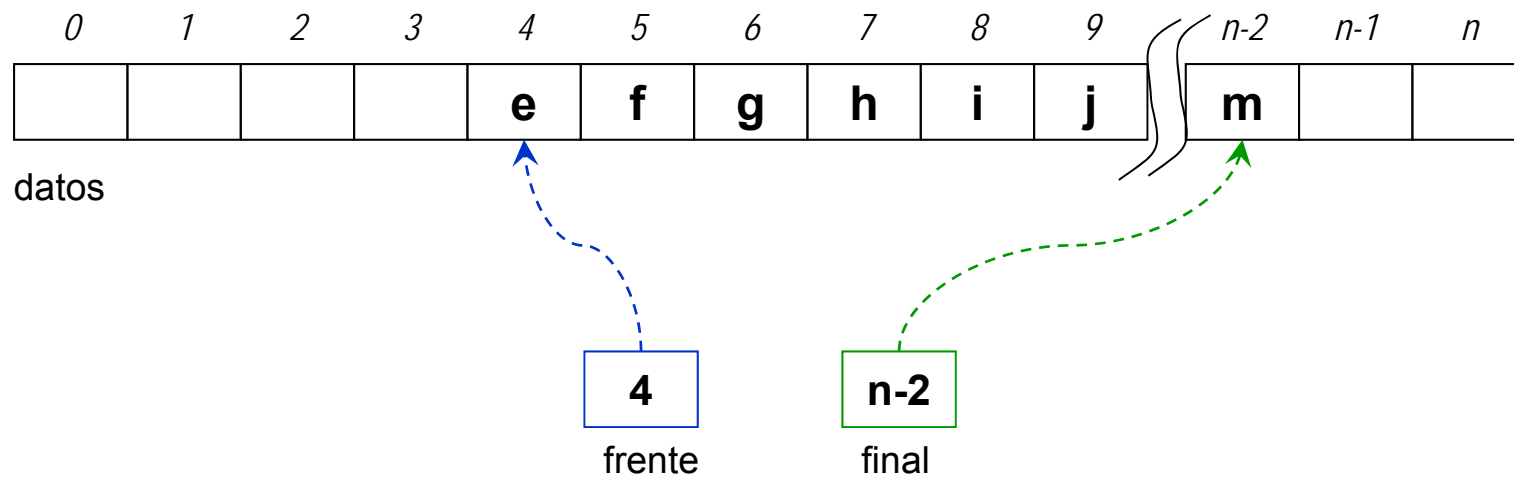 0 1 2 3 4 5 6 7 8 9 n-2 n-1 n
e f g h i j m
datos
4 n-2
frente final